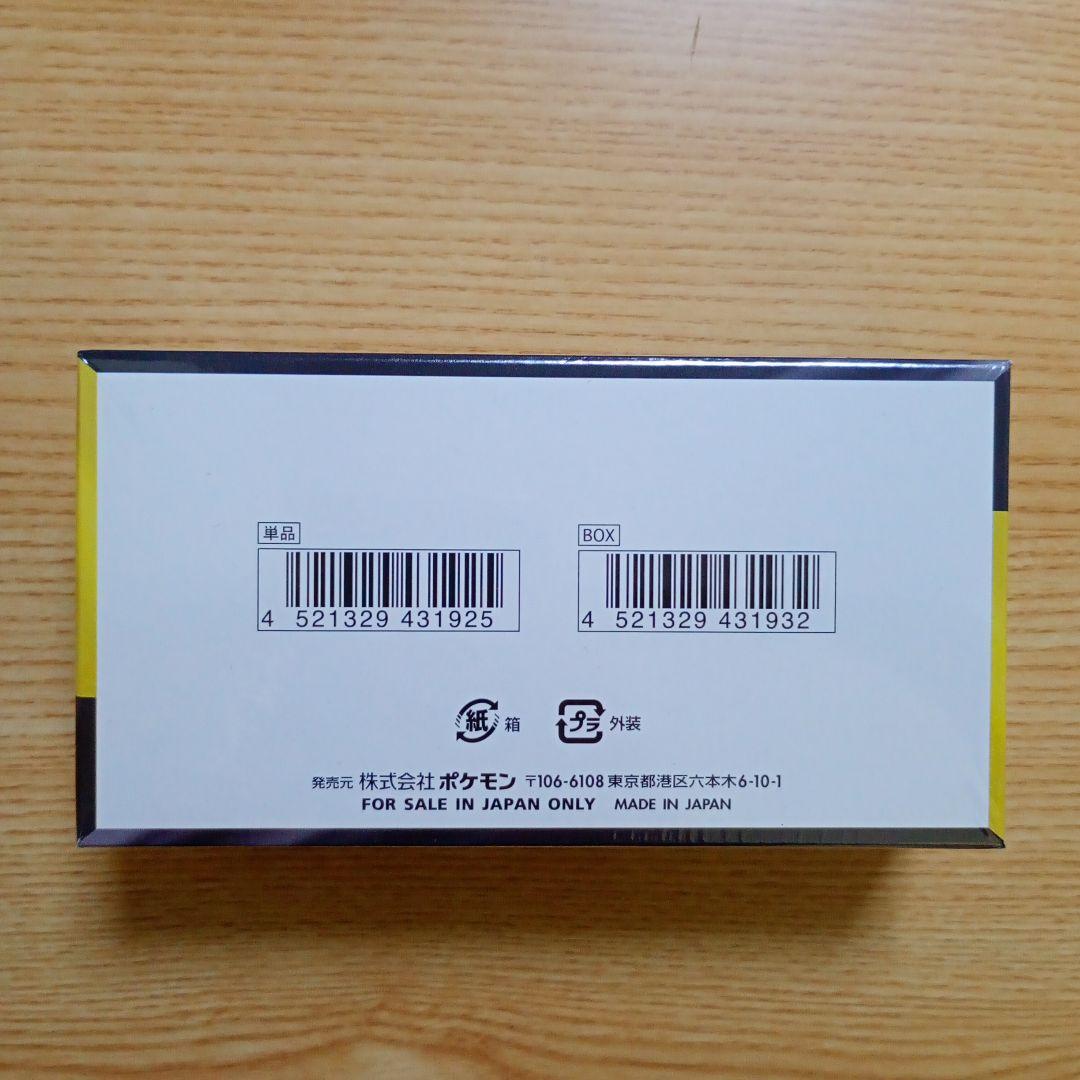 単品
4 521329 431925
BOX
4 521329 431932
紙 箱
プラ 外装
発売元 株式会社 ポケモン 〒106-6108 東京都港区六本木6-10-1
FOR SALE IN JAPAN ONLY MADE IN JAPAN